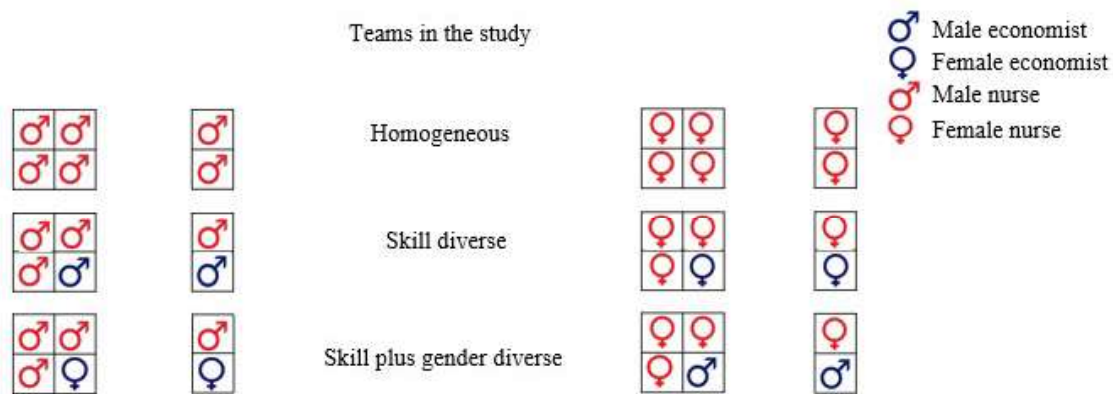 Teams in the study
Male economist
Female economist
Male nurse
Female nurse
Homogeneous
Skill diverse
Skill plus gender diverse